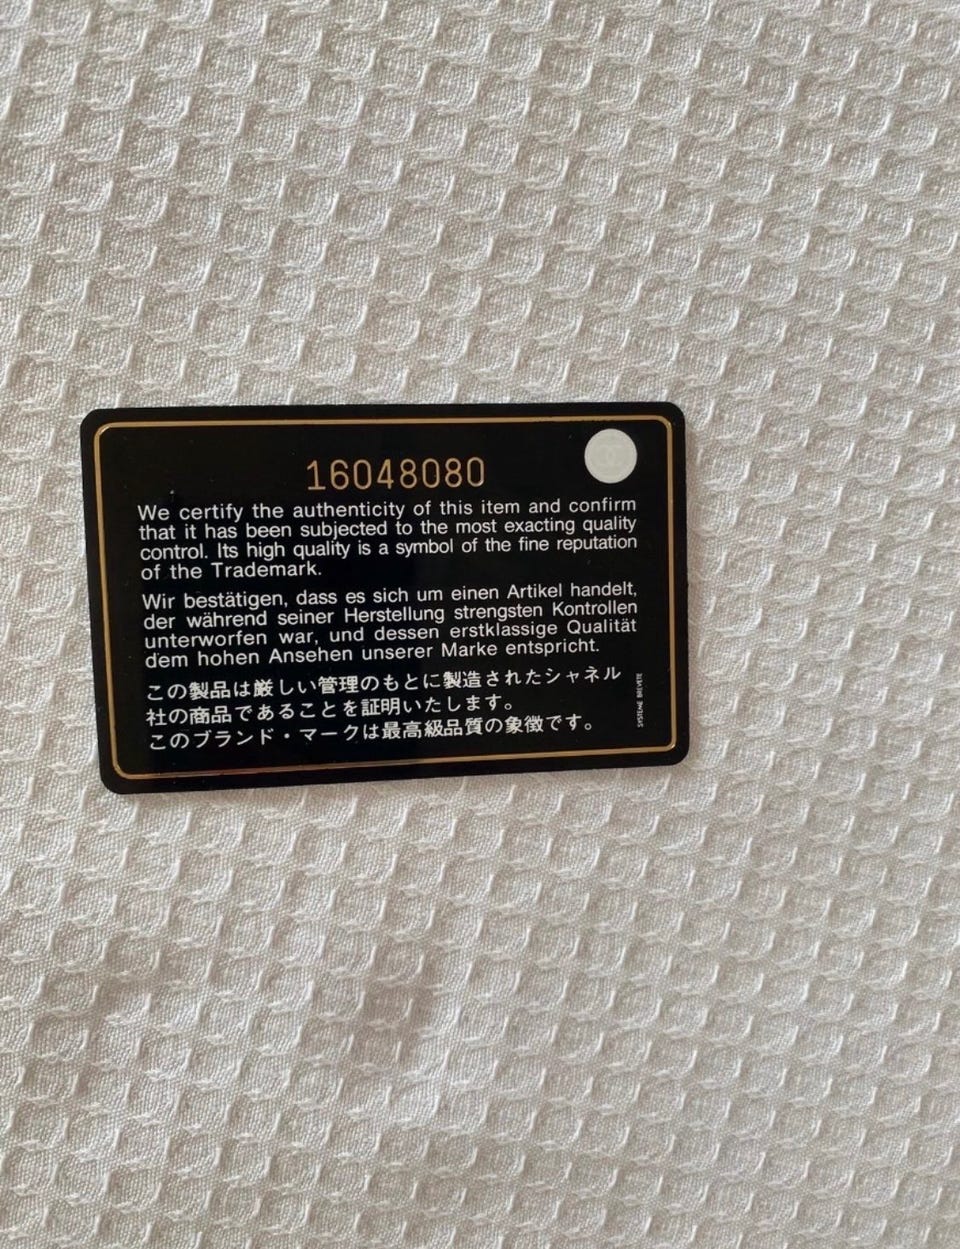 16048080
We certify the authenticity of this item and confirm
that it has been subjected to the most exacting quality
control. Its high quality is a symbol of the fine reputation
of the Trademark.
Wir bestätigen, dass es sich um einen Artikel handelt,
der während seiner Herstellung strengsten Kontrollen
unterworfen war, und dessen erstklassige Qualität
dem hohen Ansehen unserer Marke entspricht.
この製品は厳しい管理のもとに製造されたシャネル
社の商品であることを証明いたします。
このブランド・マークは最高級品質の象徴です。
SYSTEME BREVETE